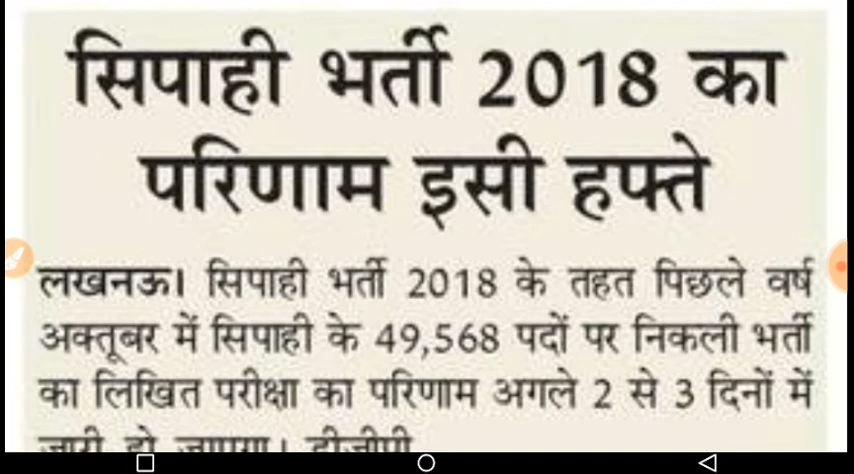 सिपाही भर्ती 2018 का
परिणाम इसी हफ्ते
लखनऊ। सिपाही भर्ती 2018 के तहत पिछले वर्ष
अक्तूबर में सिपाही के 49,568 पदों पर निकली भर्ती
का लिखित परीक्षा का परिणाम अगले 2 से 3 दिनों में
जारी हो जाएगा। डीजीपी